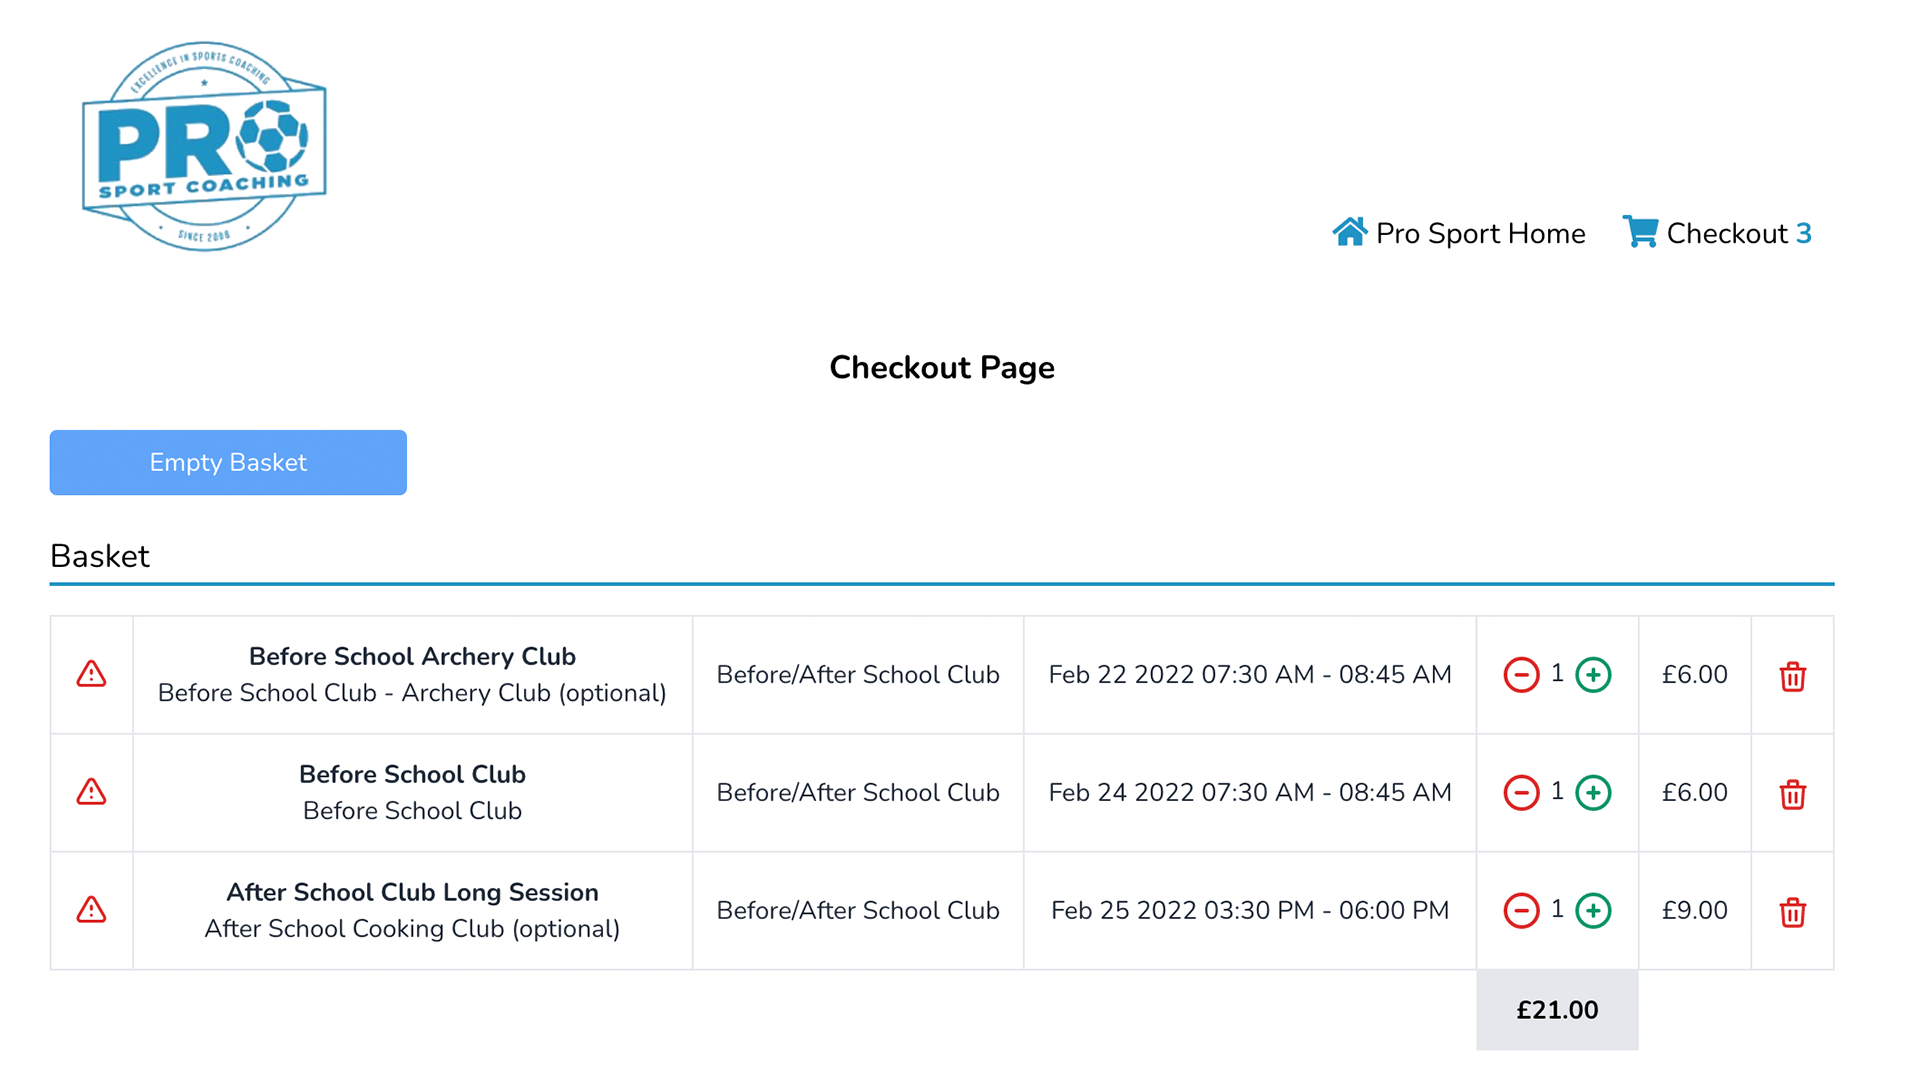 EXCELLENCE IN SPORTS COACHING
PRO
SPORT COACHING
SINCE 2008
Pro Sport Home
Checkout 3
Checkout Page
Empty Basket
Basket
Before School Archery Club
Before School Club - Archery Club (optional)
Before/After School Club
Feb 22 2022 07:30 AM - 08:45 AM
1
£6.00
Before School Club
Before School Club
Before/After School Club
Feb 24 2022 07:30 AM - 08:45 AM
1
£6.00
After School Club Long Session
After School Cooking Club (optional)
Before/After School Club
Feb 25 2022 03:30 PM - 06:00 PM
1
£9.00
£21.00